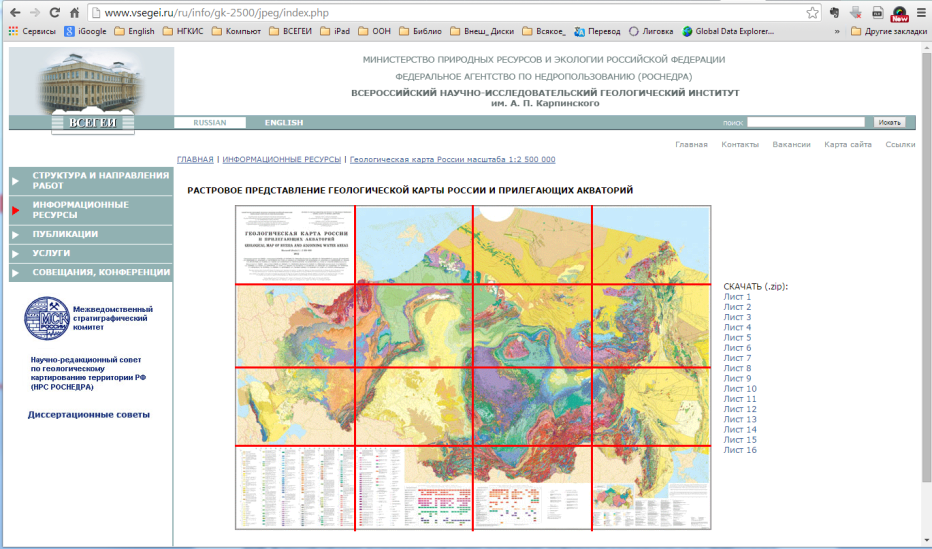 www.vsegei.ru/ru/info/gk-2500/jpeg/index.php
Сервисы iGoogle English НГКИС Компьют ВСЕГЕИ iPad ООН Библио Внеш_Диски Всякое_ Перевод Лиговка Global Data Explorer... » Другие закладки
New
МИНИСТЕРСТВО ПРИРОДНЫХ РЕСУРСОВ И ЭКОЛОГИИ РОССИЙСКОЙ ФЕДЕРАЦИИ
ФЕДЕРАЛЬНОЕ АГЕНТСТВО ПО НЕДРОПОЛЬЗОВАНИЮ (РОСНЕДРА)
ВСЕРОССИЙСКИЙ НАУЧНО-ИССЛЕДОВАТЕЛЬСКИЙ ГЕОЛОГИЧЕСКИЙ ИНСТИТУТ
им. А. П. Карпинского
ВСЕГЕИ
RUSSIAN ENGLISH поиск Искать
Главная Контакты Вакансии Карта сайта Ссылки
ГЛАВНАЯ | ИНФОРМАЦИОННЫЕ РЕСУРСЫ | Геологическая карта России масштаба 1:2 500 000
СТРУКТУРА И НАПРАВЛЕНИЯ
РАБОТ
ИНФОРМАЦИОННЫЕ
РЕСУРСЫ
ПУБЛИКАЦИИ
УСЛУГИ
СОВЕЩАНИЯ, КОНФЕРЕНЦИИ
МСК
РОССИИ
Межведомственный
стратиграфический
комитет
Научно-редакционный совет
по геологическому
картированию территории РФ
(НРС РОСНЕДРА)
Диссертационные советы
РАСТРОВОЕ ПРЕДСТАВЛЕНИЕ ГЕОЛОГИЧЕСКОЙ КАРТЫ РОССИИ И ПРИЛЕГАЮЩИХ АКВАТОРИЙ
ГЕОЛОГИЧЕСКАЯ КАРТА РОССИИ
И ПРИЛЕГАЮЩИХ АКВАТОРИЙ
GEOLOGICAL MAP OF RUSSIA AND ADJOINING WATER AREAS
СКАЧАТЬ (.zip):
Лист 1
Лист 2
Лист 3
Лист 4
Лист 5
Лист 6
Лист 7
Лист 8
Лист 9
Лист 10
Лист 11
Лист 12
Лист 13
Лист 14
Лист 15
Лист 16